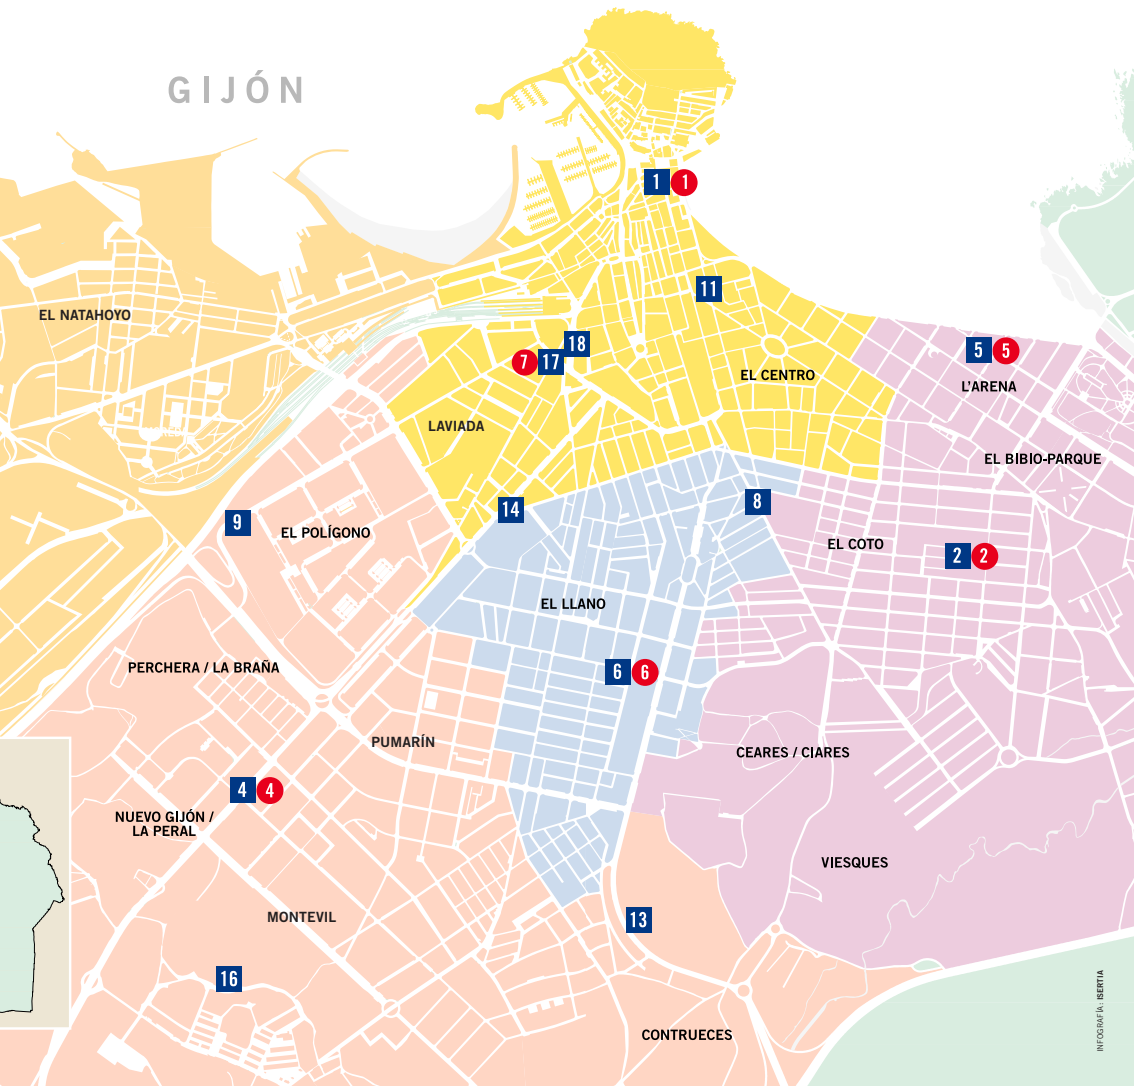 GIJÓN
1 1
EL NATAHOYO
11
18
7 17
5 5
EL CENTRO
L'ARENA
LAVIADA
EL BIBIO-PARQUE
8
14
9
EL POLÍGONO
EL COTO
2 2
EL LLANO
PERCHERA / LA BRAÑA
6 6
PUMARÍN
CEARES / CIARES
4 4
NUEVO GIJÓN /
LA PERAL
VIESQUES
MONTEVIL
13
16
CONTRUECES
INFOGRAFÍA: ISERTIA